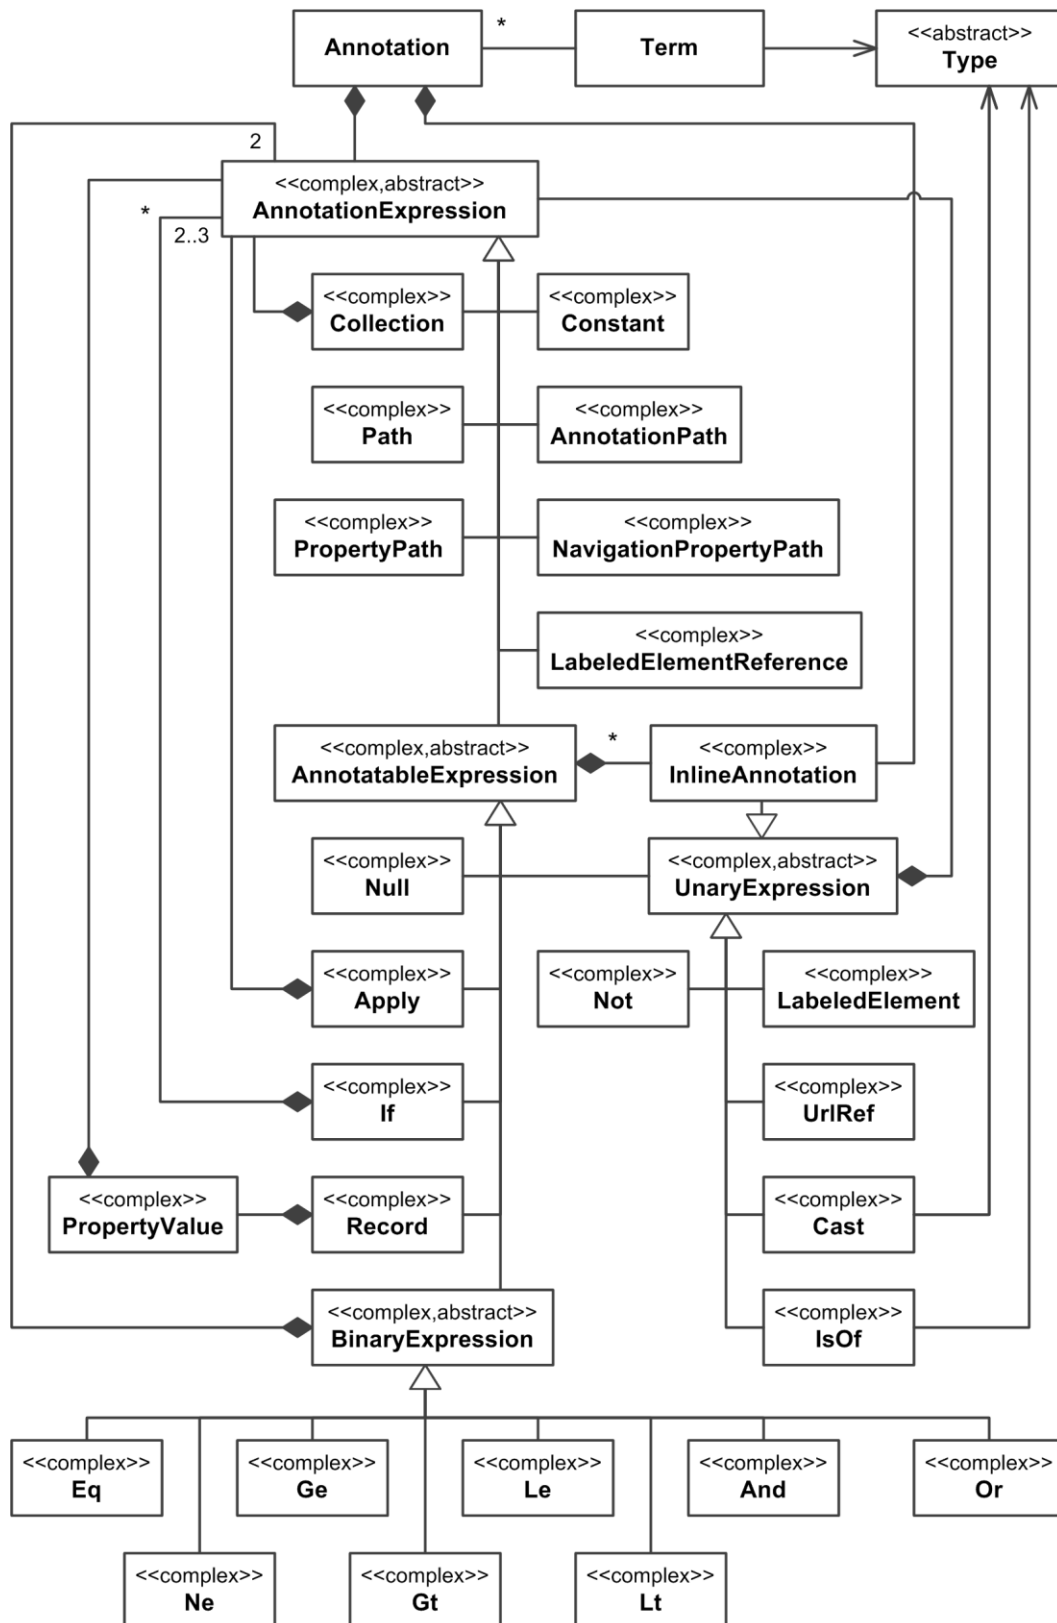 *
Annotation
Term
<<abstract>>
Type
2
<<complex,abstract>>
AnnotationExpression
*
2..3
<<complex>>
Collection
<<complex>>
Constant
<<complex>>
Path
<<complex>>
AnnotationPath
<<complex>>
PropertyPath
<<complex>>
NavigationPropertyPath
<<complex>>
LabeledElementReference
<<complex,abstract>>
AnnotatableExpression
*
<<complex>>
InlineAnnotation
<<complex>>
Null
<<complex,abstract>>
UnaryExpression
<<complex>>
Apply
<<complex>>
Not
<<complex>>
LabeledElement
<<complex>>
If
<<complex>>
UrlRef
<<complex>>
PropertyValue
<<complex>>
Record
<<complex>>
Cast
<<complex,abstract>>
BinaryExpression
<<complex>>
IsOf
<<complex>>
Eq
<<complex>>
Ge
<<complex>>
Le
<<complex>>
And
<<complex>>
Or
<<complex>>
Ne
<<complex>>
Gt
<<complex>>
Lt